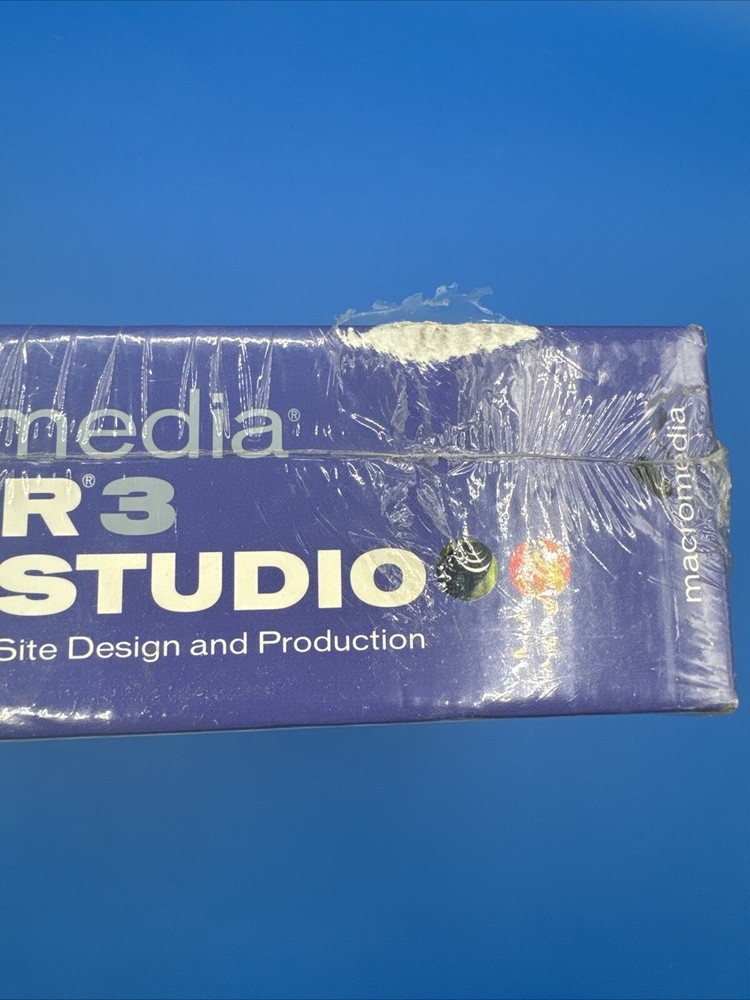 media®
R® 3
STUDIO
Site Design and Production
macromedia